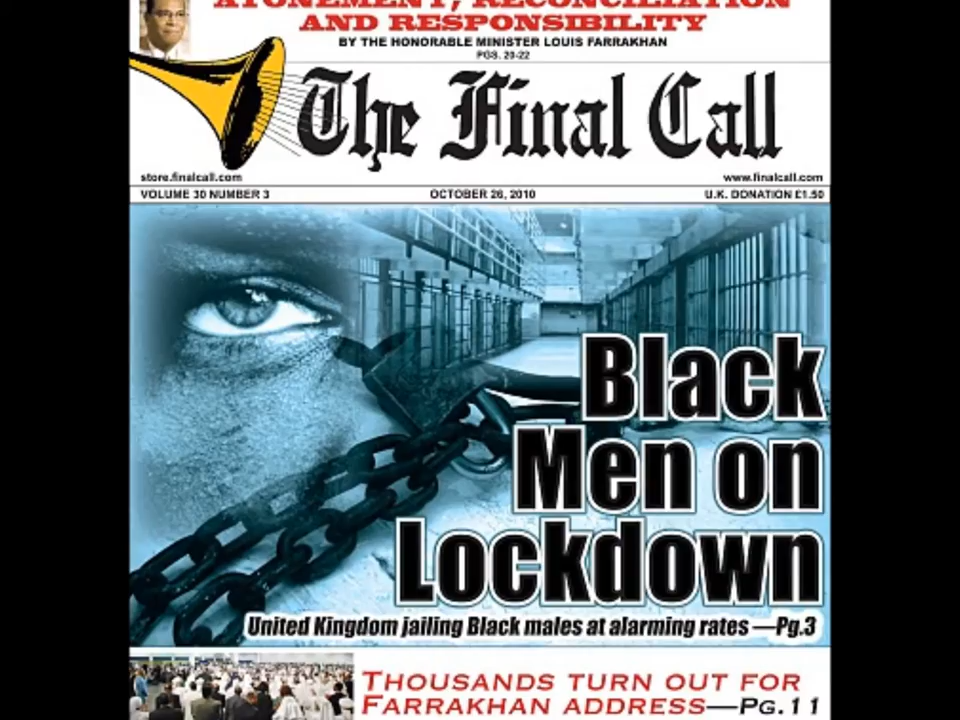 ATONEMENT, RECONCILIATION
AND RESPONSIBILITY
BY THE HONORABLE MINISTER LOUIS FARRAKHAN
PGS. 20-22
The Final Call
store.finalcall.com www.finalcall.com
VOLUME 30 NUMBER 3 OCTOBER 26, 2010 U.K. DONATION £1.50
Black
Men on
Lockdown
United Kingdom jailing Black males at alarming rates —Pg.3
THOUSANDS TURN OUT FOR
FARRAKHAN ADDRESS—PG.11